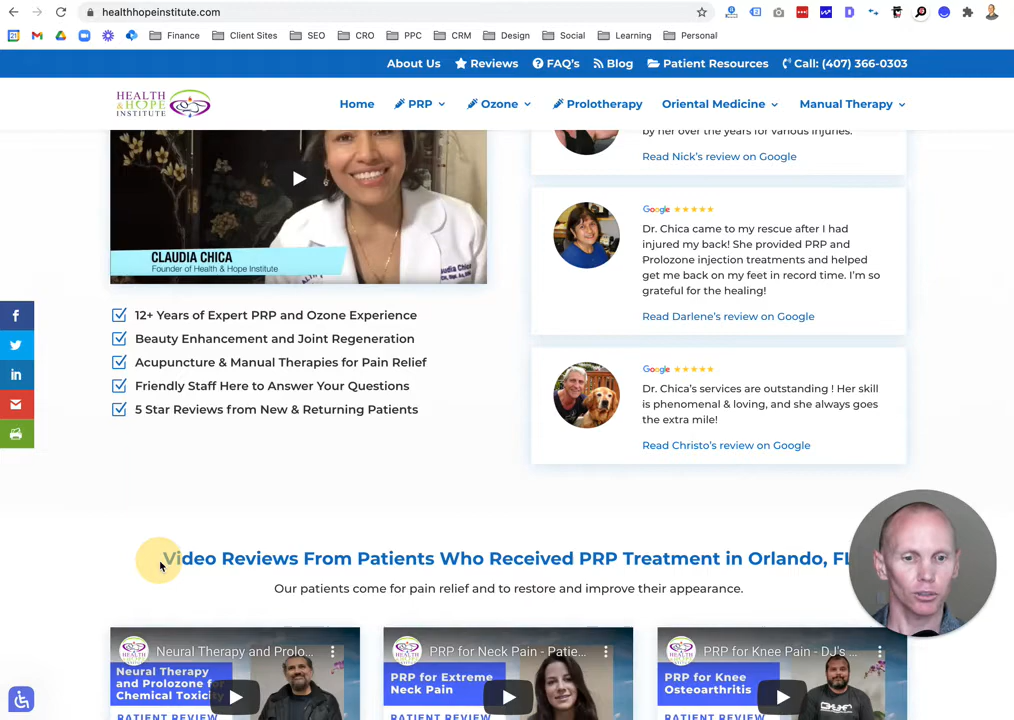 healthhopeinstitute.com
Finance
Client Sites
SEO
CRO
PPC
CRM
Design
Social
Learning
Personal
About Us
Reviews
FAQ's
Blog
Patient Resources
Call: (407) 366-0303
HEALTH
& HOPE
INSTITUTE
Home
PRP
Ozone
Prolotherapy
Oriental Medicine
Manual Therapy
by her over the years for various injuries.
Read Nick's review on Google
CLAUDIA CHICA
Founder of Health & Hope Institute
Google
Dr. Chica came to my rescue after I had
injured my back! She provided PRP and
Prolozone injection treatments and helped
get me back on my feet in record time. I'm so
grateful for the healing!
Read Darlene's review on Google
12+ Years of Expert PRP and Ozone Experience
Beauty Enhancement and Joint Regeneration
Acupuncture & Manual Therapies for Pain Relief
Friendly Staff Here to Answer Your Questions
5 Star Reviews from New & Returning Patients
Google
Dr. Chica's services are outstanding ! Her skill
is phenomenal & loving, and she always goes
the extra mile!
Read Christo's review on Google
Video Reviews From Patients Who Received PRP Treatment in Orlando, FL
Our patients come for pain relief and to restore and improve their appearance.
Neural Therapy and Prolo...
Neural Therapy
and Prolozone for
Chemical Toxicity
PATIENT REVIEW
PRP for Neck Pain - Patie...
PRP for Extreme
Neck Pain
PATIENT REVIEW
PRP for Knee Pain - DJ's ...
PRP for Knee
Osteoarthritis
PATIENT REVIEW